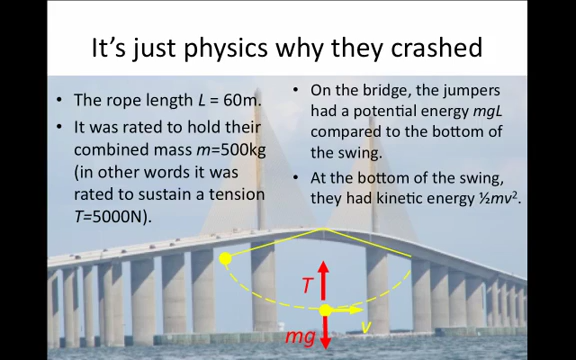 It's just physics why they crashed
• The rope length L = 60m.
• It was rated to hold their
combined mass m=500kg
(in other words it was
rated to sustain a tension
T=5000N).
• On the bridge, the jumpers
had a potential energy mgL
compared to the bottom of
the swing.
• At the bottom of the swing,
they had kinetic energy ½mv².
T
v
mg